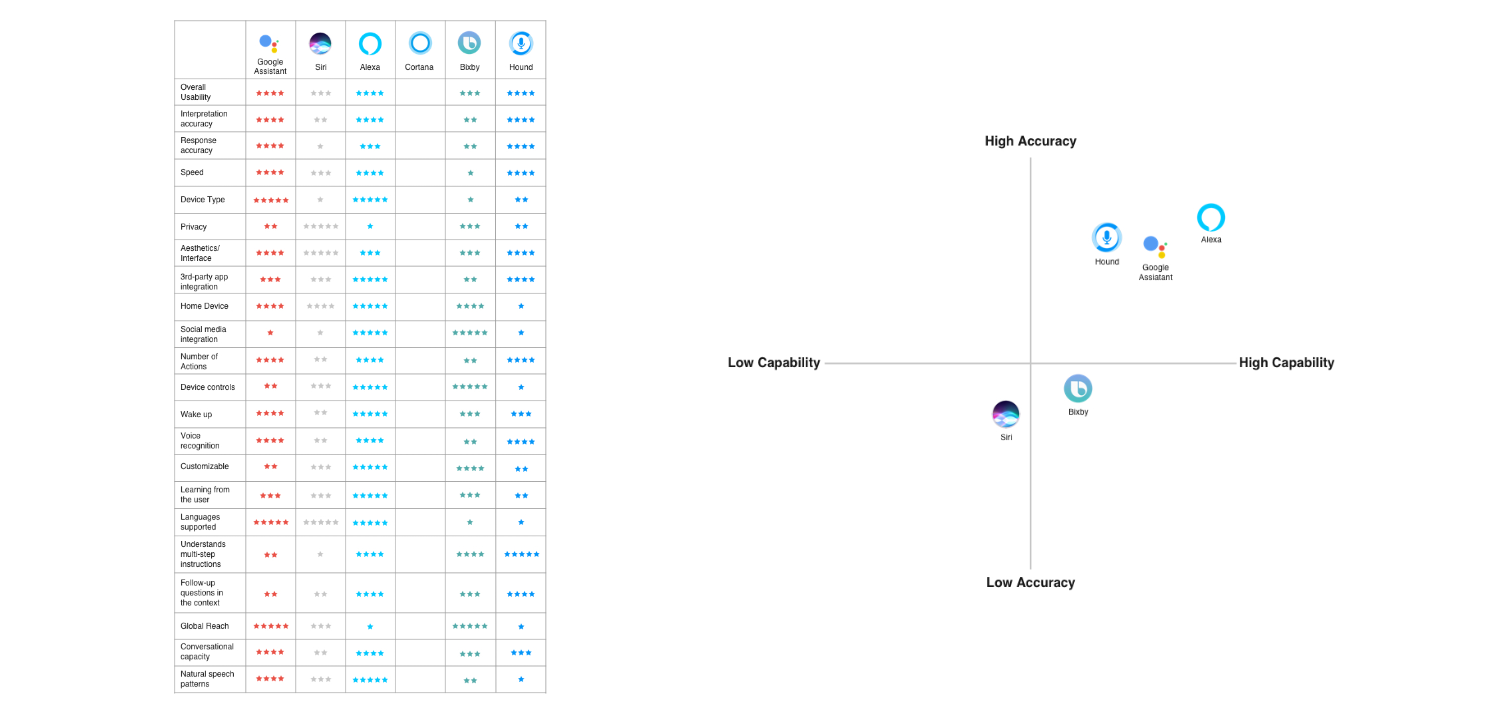 Google
Assistant
Siri
Alexa
Cortana
Bixby
Hound
Overall
Usability
Interpretation
accuracy
Response
accuracy
Speed
Device Type
Privacy
Aesthetics/
Interface
3rd-party app
integration
Home Device
Social media
integration
Number of
Actions
Device controls
Wake up
Voice
recognition
Customizable
Learning from
the user
Languages
supported
Understands
multi-step
instructions
Follow-up
questions in
the context
Global Reach
Conversational
capacity
Natural speech
patterns
High Accuracy
Alexa
Hound
Google
Assiatant
Low Capability
High Capability
Bixby
Siri
Low Accuracy